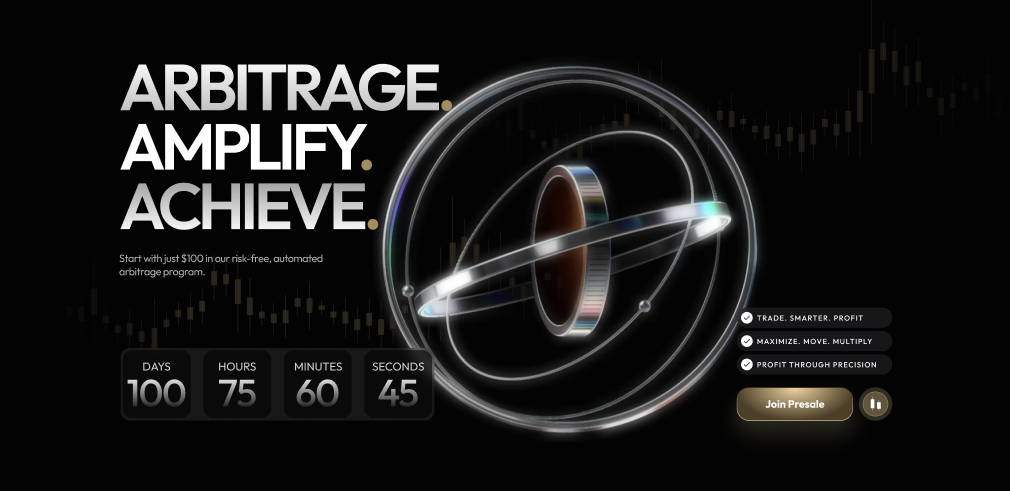 ARBITRAGE.
AMPLIFY.
ACHIEVE.
Start with just $100 in our risk-free, automated
arbitrage program.
DAYS
100
HOURS
75
MINUTES
60
SECONDS
45
TRADE. SMARTER. PROFIT
MAXIMIZE. MOVE. MULTIPLY
PROFIT THROUGH PRECISION
Join Presale